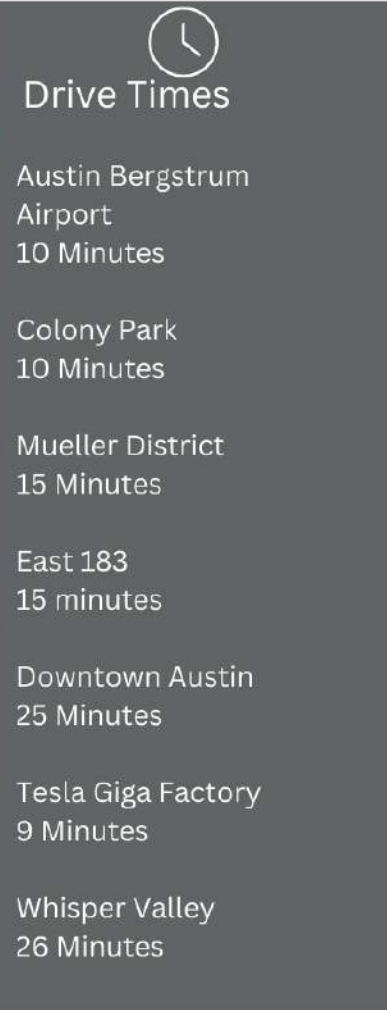 Drive Times
Austin Bergstrum
Airport
10 Minutes
Colony Park
10 Minutes
Mueller District
15 Minutes
East 183
15 minutes
Downtown Austin
25 Minutes
Tesla Giga Factory
9 Minutes
Whisper Valley
26 Minutes